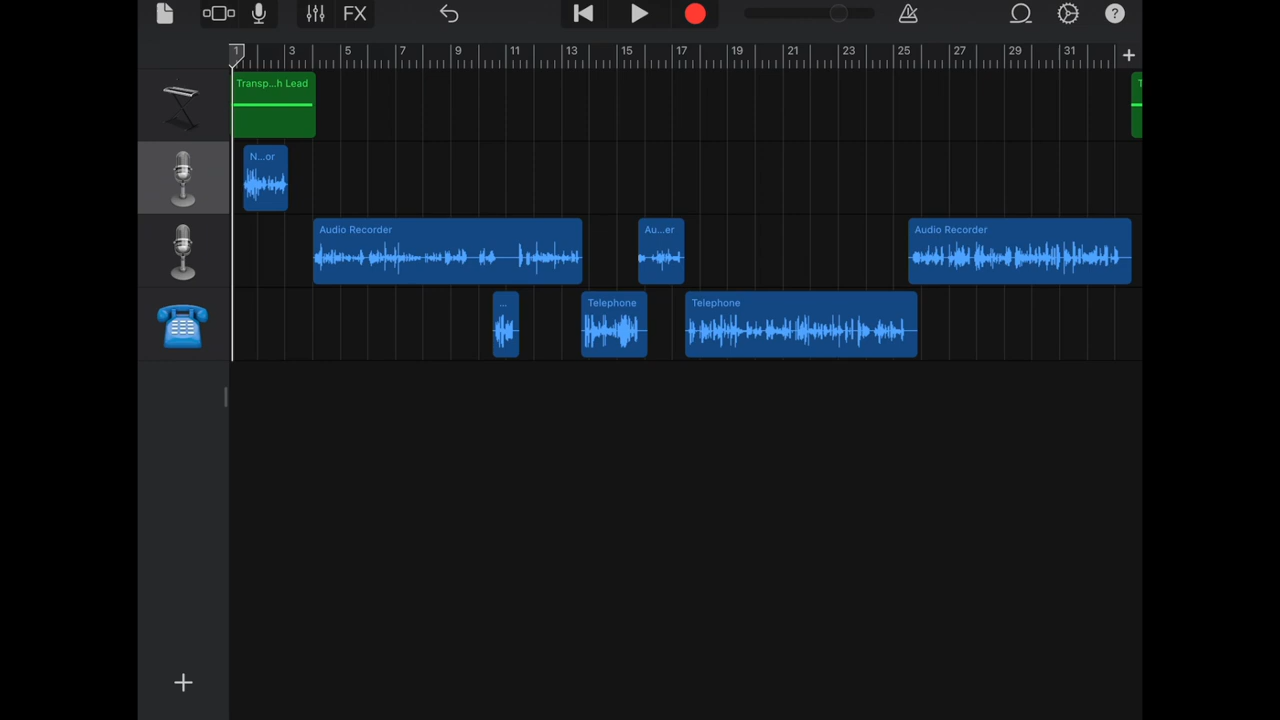 FX ?
1 3 5 7 9 11 13 15 17 19 21 23 25 27 29 31 +
Transp...h Lead T
N...or
Audio Recorder Au...er Audio Recorder
... Telephone Telephone
+